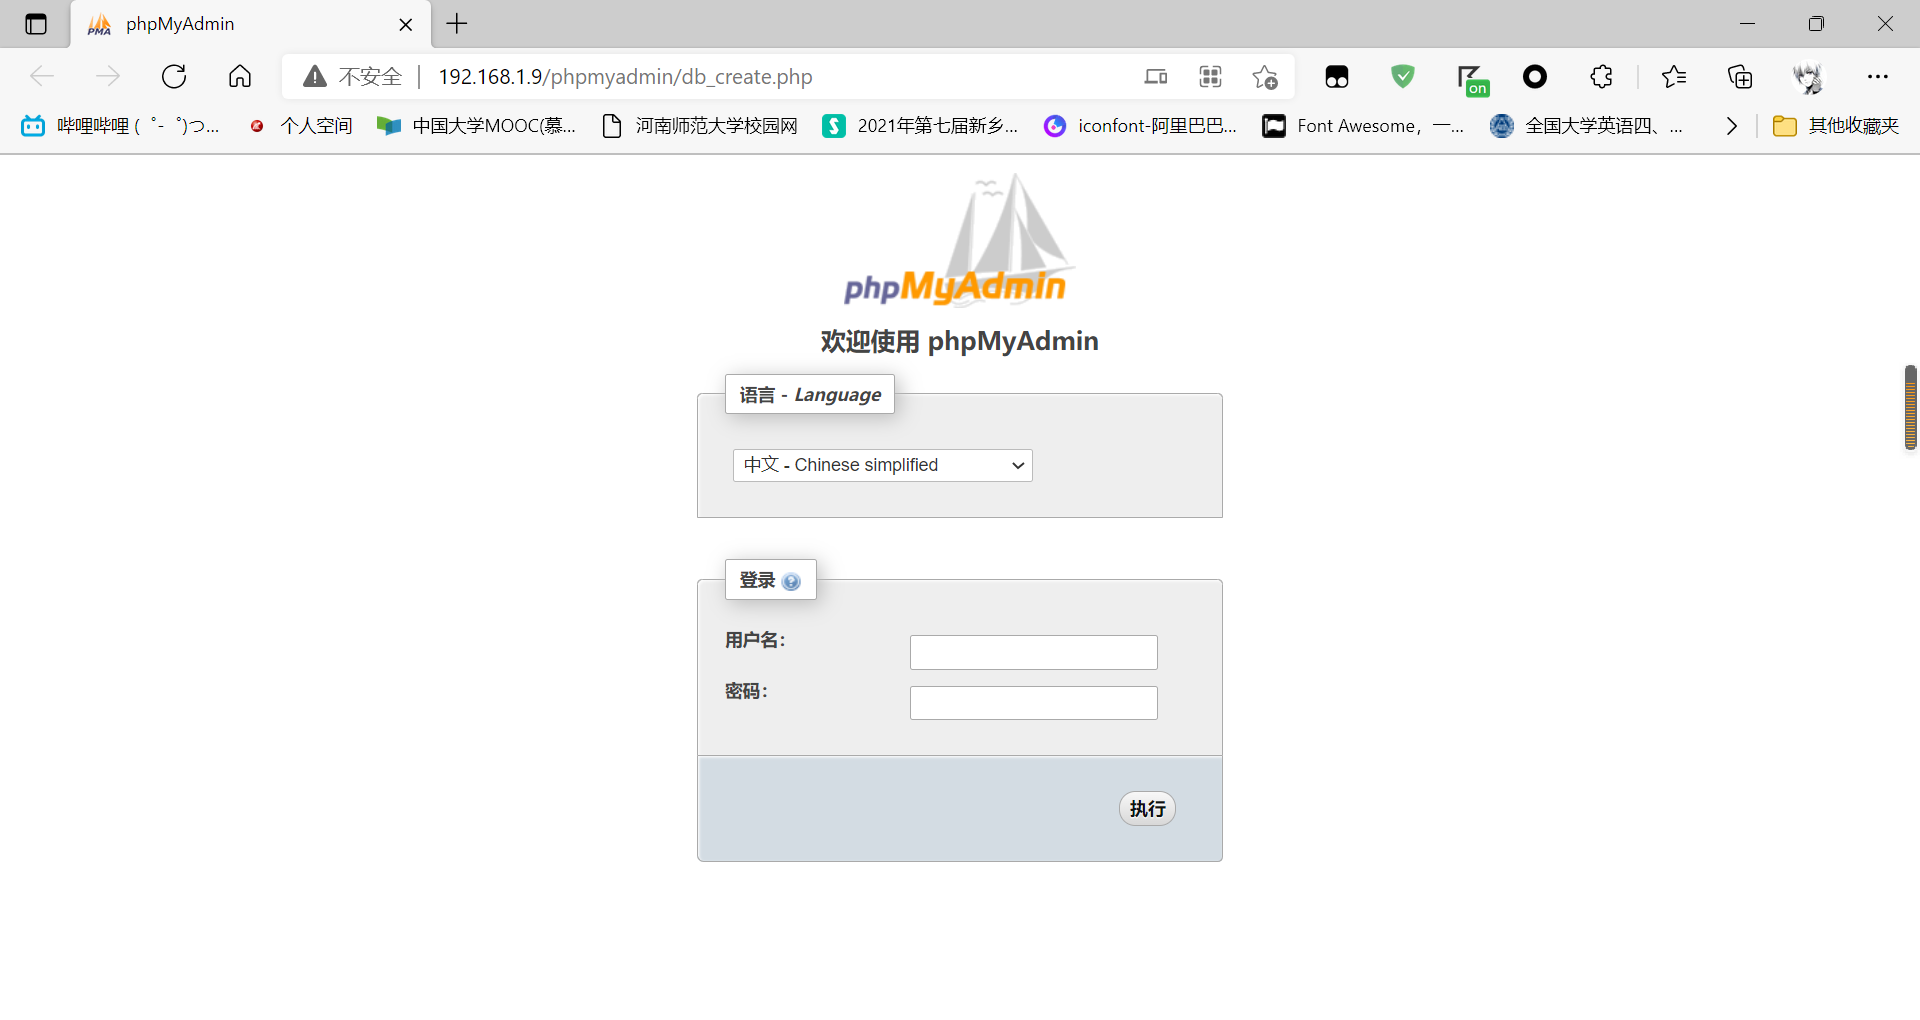 phpMyAdmin
不安全 192.168.1.9/phpmyadmin/db_create.php
on
哔哩哔哩 (゜-゜)つ... 个人空间 中国大学MOOC(慕... 河南师范大学校园网 2021年第七届新乡... iconfont-阿里巴巴... Font Awesome，一... 全国大学英语四、... 其他收藏夹
phpMyAdmin
欢迎使用 phpMyAdmin
语言 - Language
中文 - Chinese simplified
登录
用户名：
密码：
执行